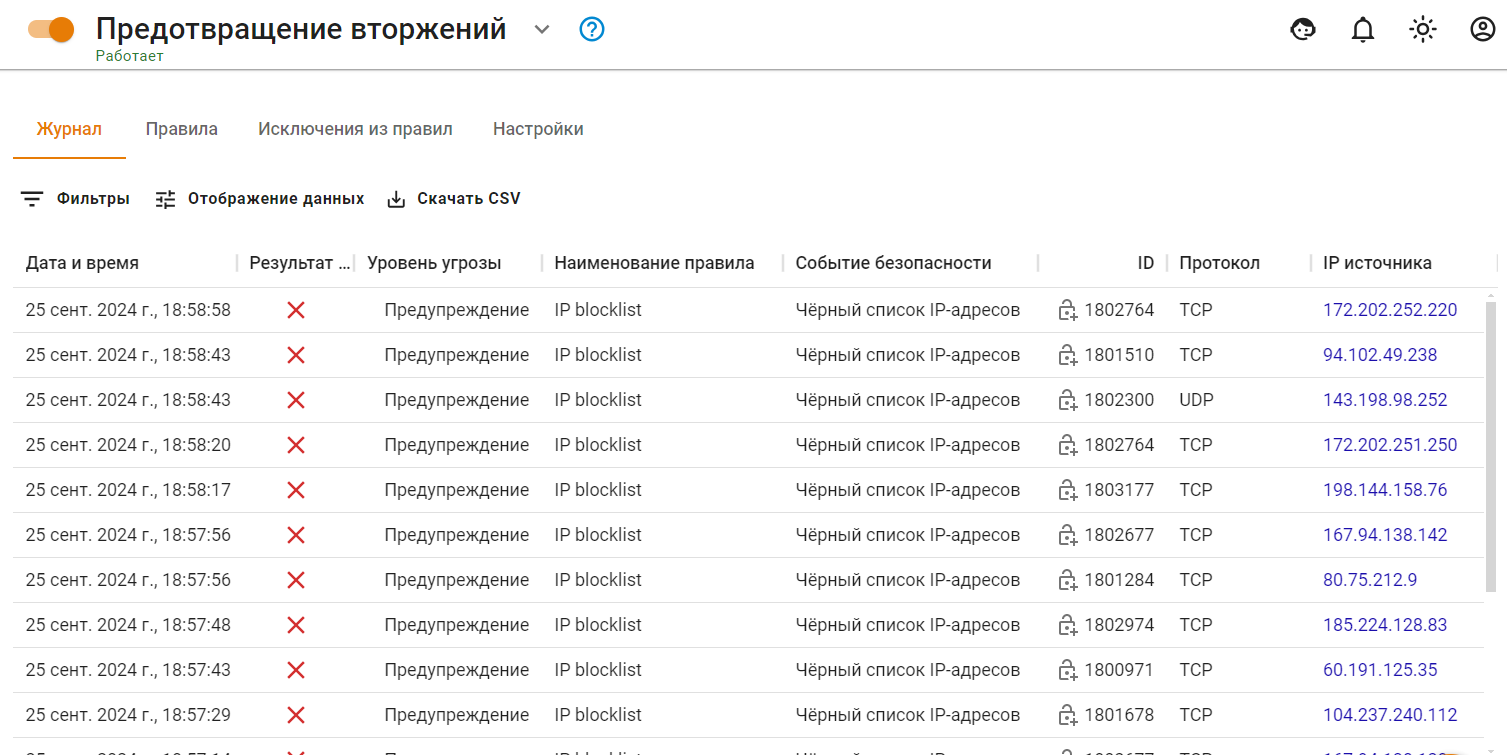 Предотвращение вторжений
Работает
Журнал Правила Исключения из правил Настройки
Фильтры Отображение данных Скачать CSV
Дата и время Результат ... Уровень угрозы Наименование правила Событие безопасности ID Протокол IP источника
25 сент. 2024 г., 18:58:58 Предупреждение IP blocklist Чёрный список IP-адресов 1802764 TCP 172.202.252.220
25 сент. 2024 г., 18:58:43 Предупреждение IP blocklist Чёрный список IP-адресов 1801510 TCP 94.102.49.238
25 сент. 2024 г., 18:58:43 Предупреждение IP blocklist Чёрный список IP-адресов 1802300 UDP 143.198.98.252
25 сент. 2024 г., 18:58:20 Предупреждение IP blocklist Чёрный список IP-адресов 1802764 TCP 172.202.251.250
25 сент. 2024 г., 18:58:17 Предупреждение IP blocklist Чёрный список IP-адресов 1803177 TCP 198.144.158.76
25 сент. 2024 г., 18:57:56 Предупреждение IP blocklist Чёрный список IP-адресов 1802677 TCP 167.94.138.142
25 сент. 2024 г., 18:57:56 Предупреждение IP blocklist Чёрный список IP-адресов 1801284 TCP 80.75.212.9
25 сент. 2024 г., 18:57:48 Предупреждение IP blocklist Чёрный список IP-адресов 1802974 TCP 185.224.128.83
25 сент. 2024 г., 18:57:43 Предупреждение IP blocklist Чёрный список IP-адресов 1800971 TCP 60.191.125.35
25 сент. 2024 г., 18:57:29 Предупреждение IP blocklist Чёрный список IP-адресов 1801678 TCP 104.237.240.112